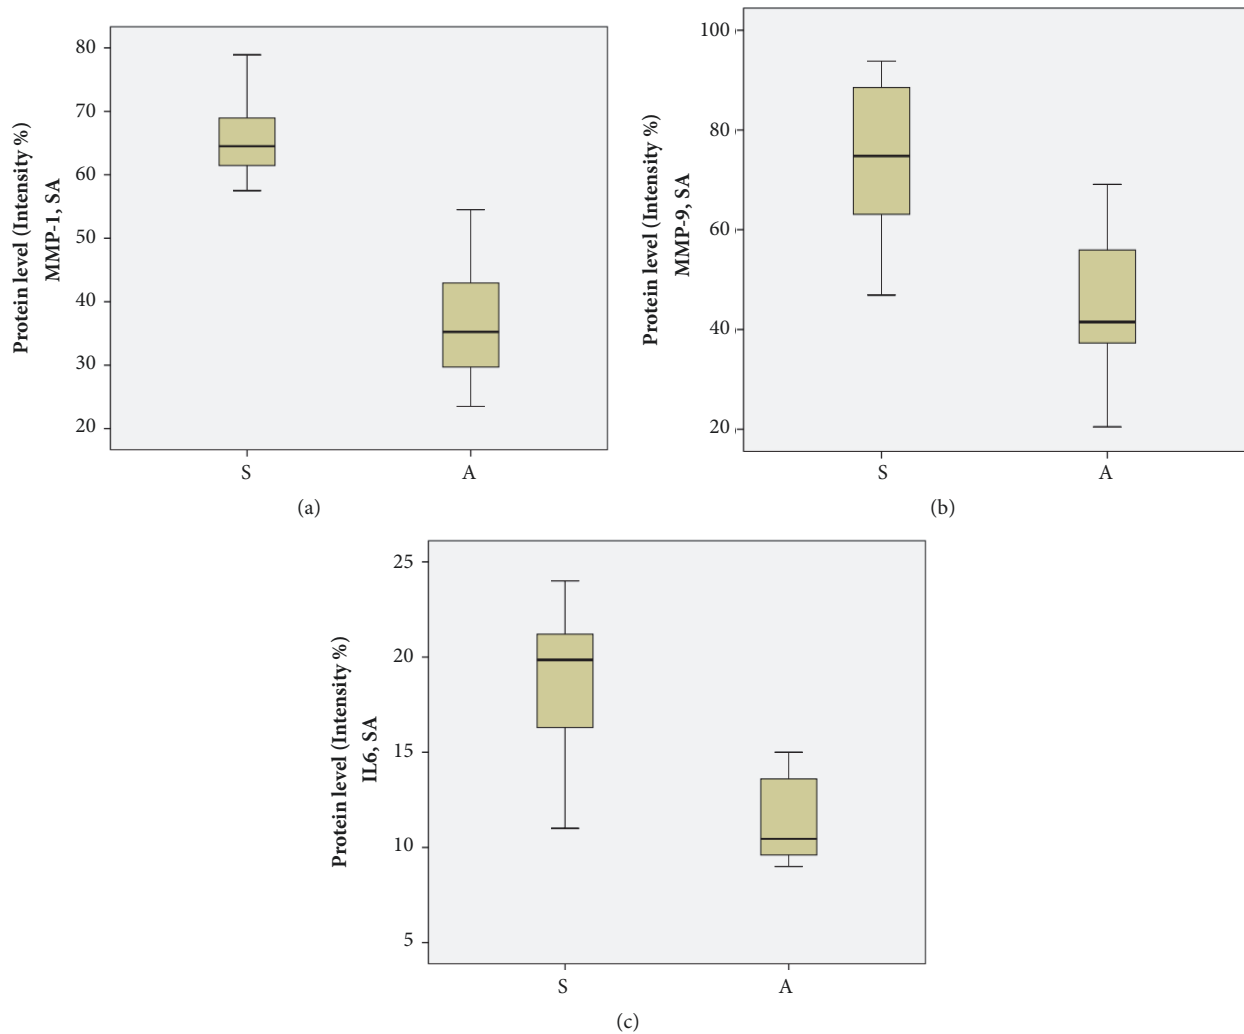 Protein level (Intensity %)
MMP-1, SA
80
70
60
50
40
30
20
S
A
(a)
Protein level (Intensity %)
MMP-9, SA
100
80
60
40
20
S
A
(b)
Protein level (Intensity %)
IL6, SA
25
20
15
10
5
S
A
(c)